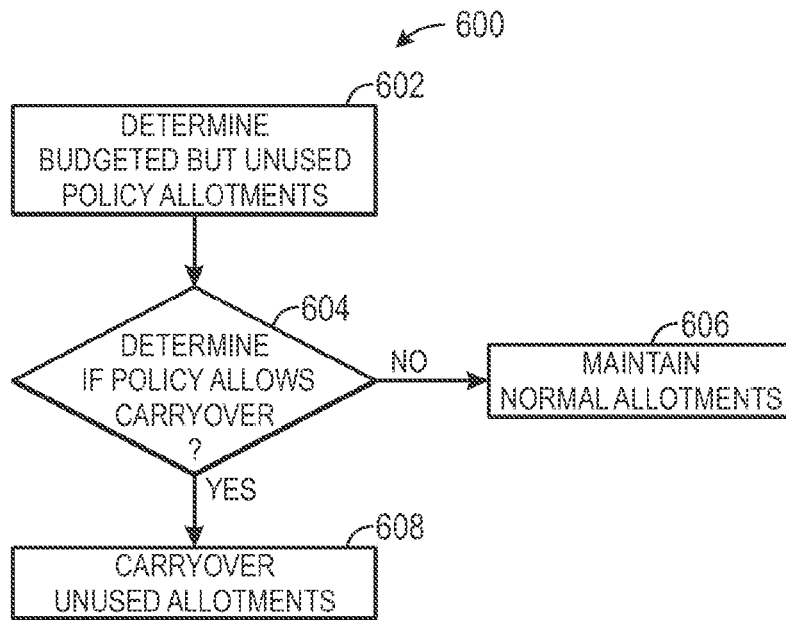 600
602
DETERMINE
BUDGETED BUT UNUSED
POLICY ALLOTMENTS
604
DETERMINE
IF POLICY ALLOWS
CARRYOVER
?
NO
606
MAINTAIN
NORMAL ALLOTMENTS
YES
608
CARRYOVER
UNUSED ALLOTMENTS